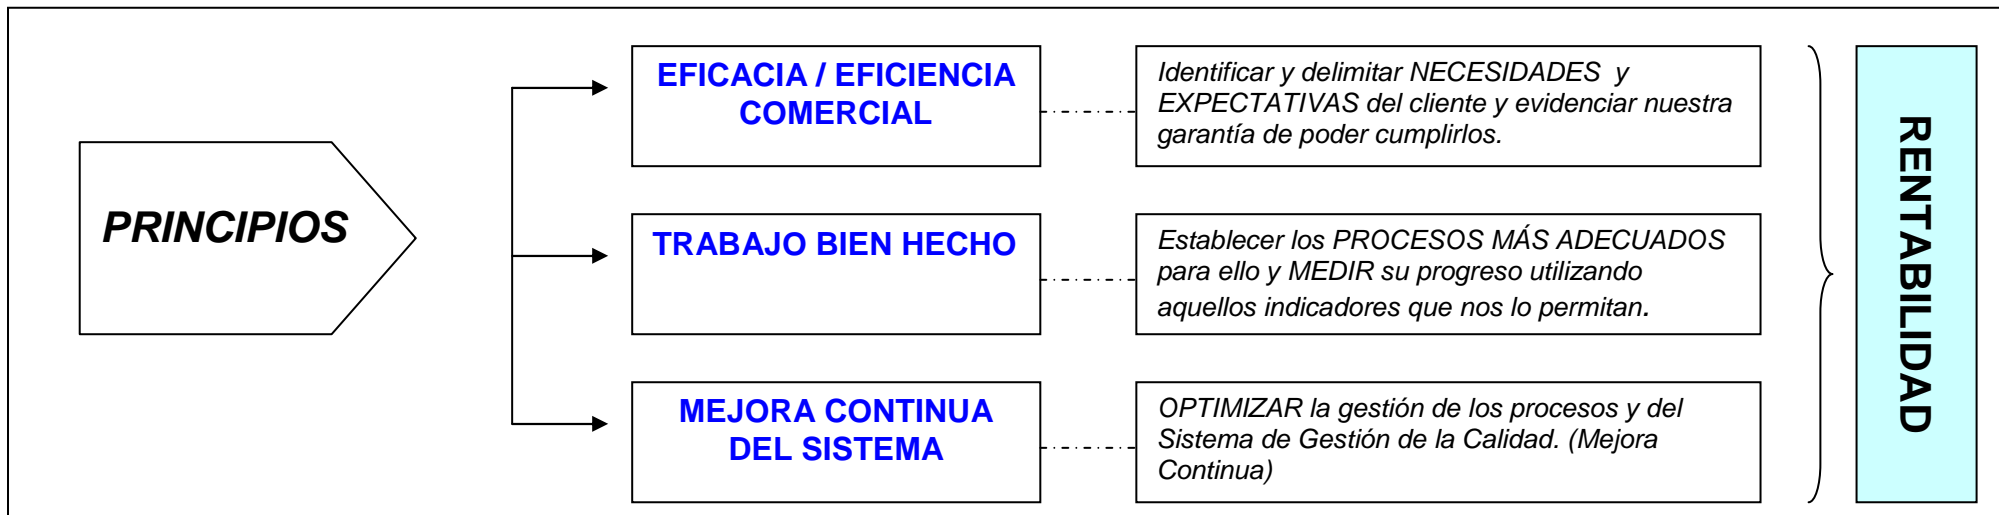 PRINCIPIOS
EFICACIA / EFICIENCIA
COMERCIAL
Identificar y delimitar NECESIDADES y
EXPECTATIVAS del cliente y evidenciar nuestra
garantía de poder cumplirlos.
TRABAJO BIEN HECHO
Establecer los PROCESOS MÁS ADECUADOS
para ello y MEDIR su progreso utilizando
aquellos indicadores que nos lo permitan.
MEJORA CONTINUA
DEL SISTEMA
OPTIMIZAR la gestión de los procesos y del
Sistema de Gestión de la Calidad. (Mejora
Continua)
RENTABILIDAD